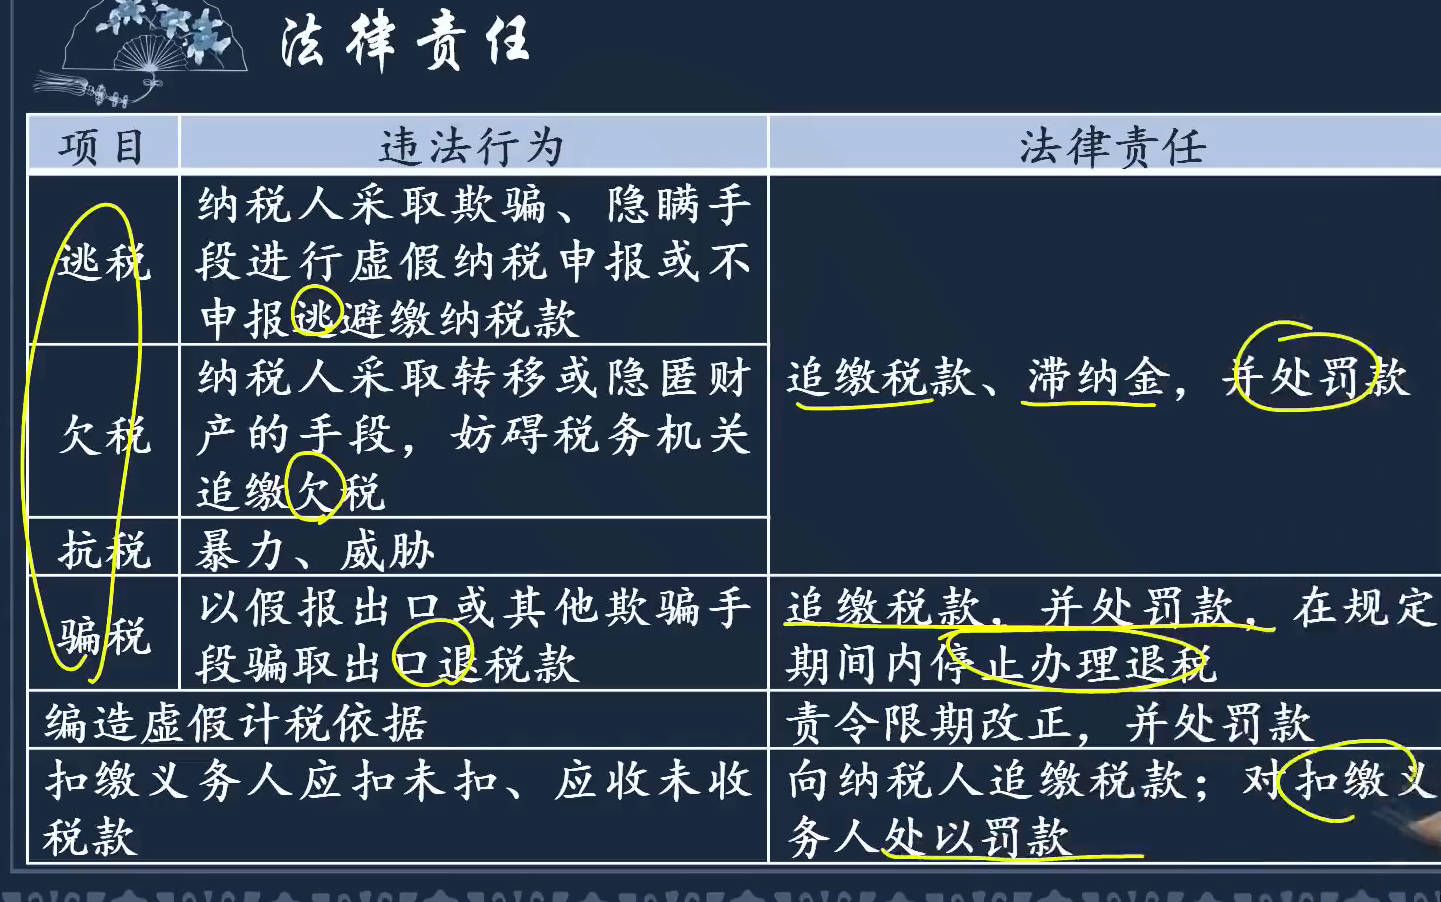 法律责任
项目 违法行为 法律责任
逃税
纳税人采取欺骗、隐瞒手
段进行虚假纳税申报或不
申报逃避缴纳税款
欠税
纳税人采取转移或隐匿财
产的手段，妨碍税务机关
追缴欠税
抗税
暴力、威胁
追缴税款、滞纳金，并处罚款
骗税
以假报出口或其他欺骗手
段骗取出口退税款
追缴税款，并处罚款，在规定
期间内停止办理退税
编造虚假计税依据
责令限期改正，并处罚款
扣缴义务人应扣未扣、应收未收
税款
向纳税人追缴税款；对扣缴义
务人处以罚款